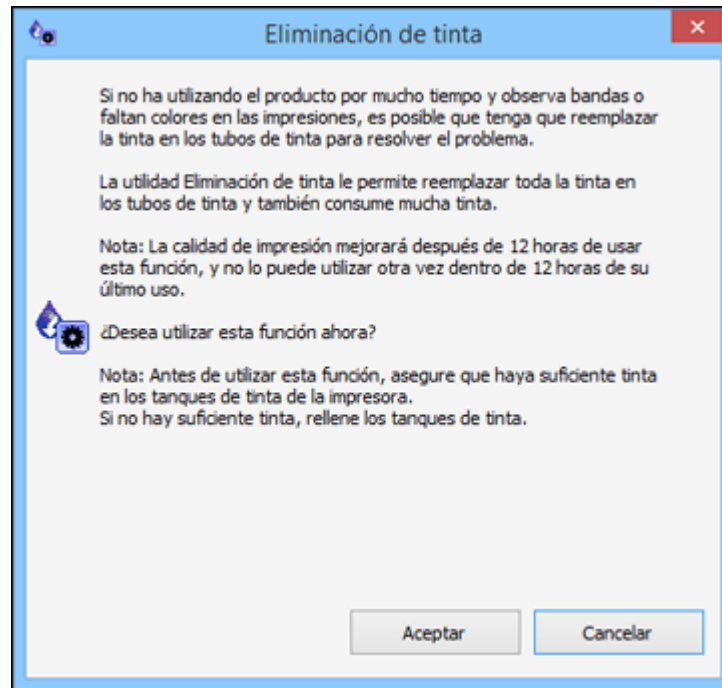 Eliminación de tinta
Si no ha utilizando el producto por mucho tiempo y observa bandas o
faltan colores en las impresiones, es posible que tenga que reemplazar
la tinta en los tubos de tinta para resolver el problema.
La utilidad Eliminación de tinta le permite reemplazar toda la tinta en
los tubos de tinta y también consume mucha tinta.
Nota: La calidad de impresión mejorará después de 12 horas de usar
esta función, y no lo puede utilizar otra vez dentro de 12 horas de su
último uso.
¿Desea utilizar esta función ahora?
Nota: Antes de utilizar esta función, asegure que haya suficiente tinta
en los tanques de tinta de la impresora.
Si no hay suficiente tinta, rellene los tanques de tinta.
Aceptar
Cancelar